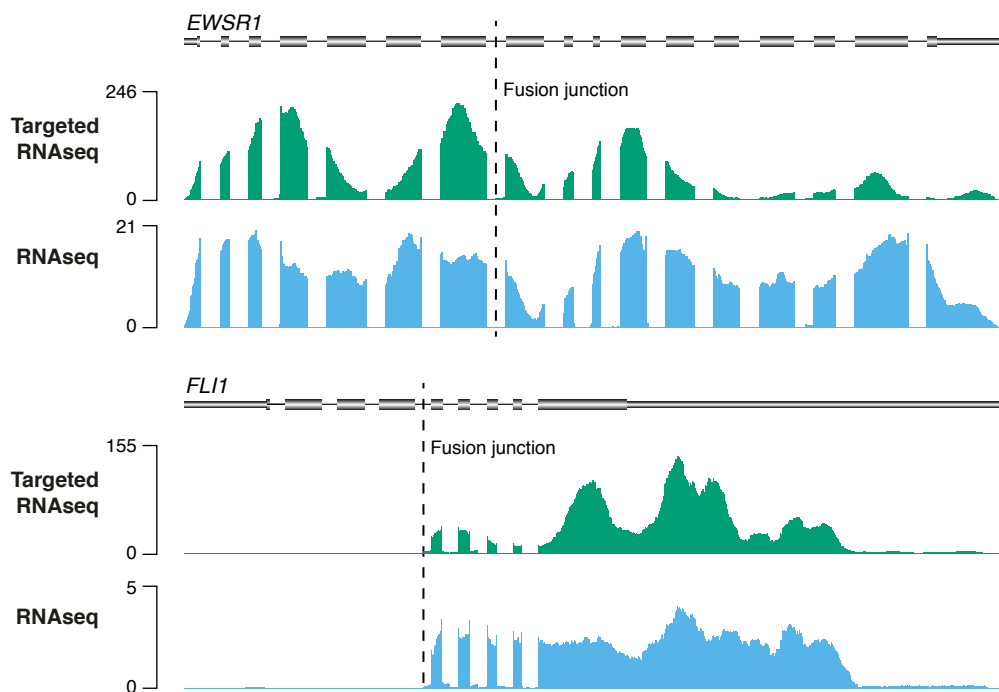 EWSR1
Fusion junction
246
Targeted
RNAseq
0
21
RNAseq
0
FLI1
Fusion junction
155
Targeted
RNAseq
0
5
RNAseq
0